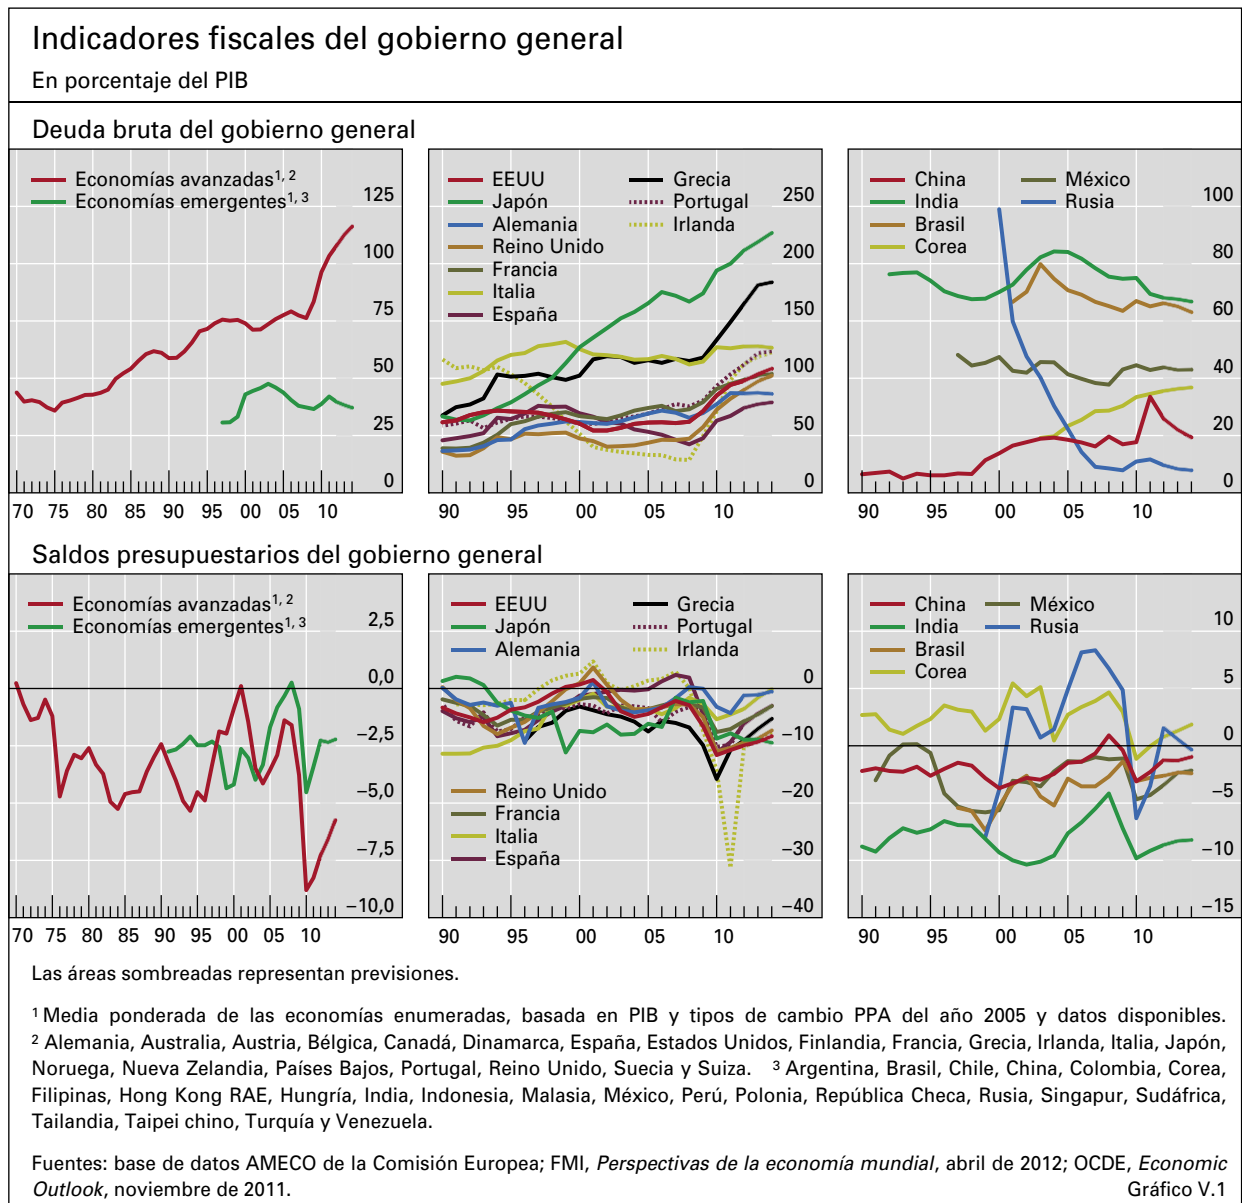 Indicadores fiscales del gobierno general
En porcentaje del PIB
Deuda bruta del gobierno general
Economías avanzadas¹, ²
Economías emergentes¹, ³
125
100
75
50
25
0
70 75 80 85 90 95 00 05 10
EEUU
Japón
Alemania
Reino Unido
Francia
Italia
España
Grecia
Portugal
Irlanda
250
200
150
100
50
0
90 95 00 05 10
China
India
Brasil
Corea
México
Rusia
100
80
60
40
20
0
90 95 00 05 10
Saldos presupuestarios del gobierno general
Economías avanzadas¹, ²
Economías emergentes¹, ³
2,5
0,0
–2,5
–5,0
–7,5
–10,0
70 75 80 85 90 95 00 05 10
EEUU
Japón
Alemania
Grecia
Portugal
Irlanda
Reino Unido
Francia
Italia
España
0
–10
–20
–30
–40
90 95 00 05 10
China
India
Brasil
Corea
México
Rusia
10
5
0
–5
–10
–15
90 95 00 05 10
Las áreas sombreadas representan previsiones.
¹ Media ponderada de las economías enumeradas, basada en PIB y tipos de cambio PPA del año 2005 y datos disponibles.
² Alemania, Australia, Austria, Bélgica, Canadá, Dinamarca, España, Estados Unidos, Finlandia, Francia, Grecia, Irlanda, Italia, Japón,
Noruega, Nueva Zelandia, Países Bajos, Portugal, Reino Unido, Suecia y Suiza. ³ Argentina, Brasil, Chile, China, Colombia, Corea,
Filipinas, Hong Kong RAE, Hungría, India, Indonesia, Malasia, México, Perú, Polonia, República Checa, Rusia, Singapur, Sudáfrica,
Tailandia, Taipei chino, Turquía y Venezuela.
Fuentes: base de datos AMECO de la Comisión Europea; FMI, Perspectivas de la economía mundial, abril de 2012; OCDE, Economic
Outlook, noviembre de 2011. Gráfico V.1